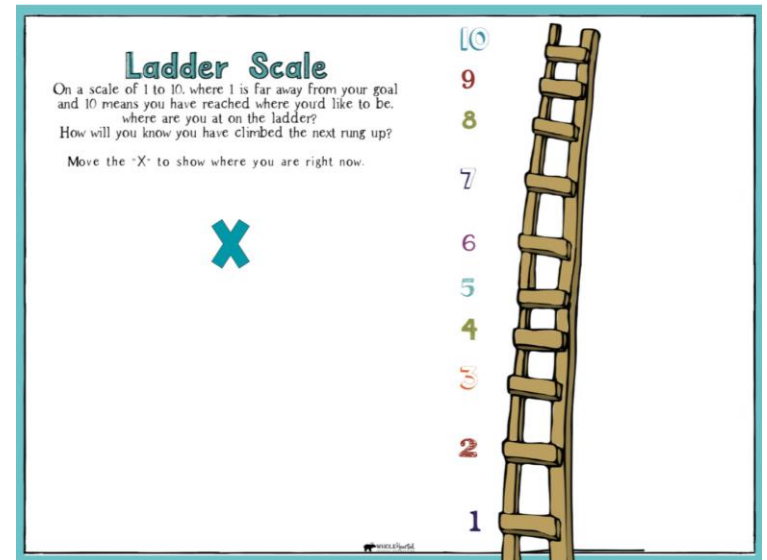 Ladder Scale
On a scale of 1 to 10, where 1 is far away from your goal
and 10 means you have reached where you'd like to be,
where are you at on the ladder?
How will you know you have climbed the next rung up?
Move the "X" to show where you are right now.
X
10
9
8
7
6
5
4
3
2
1
WHOLEHearted